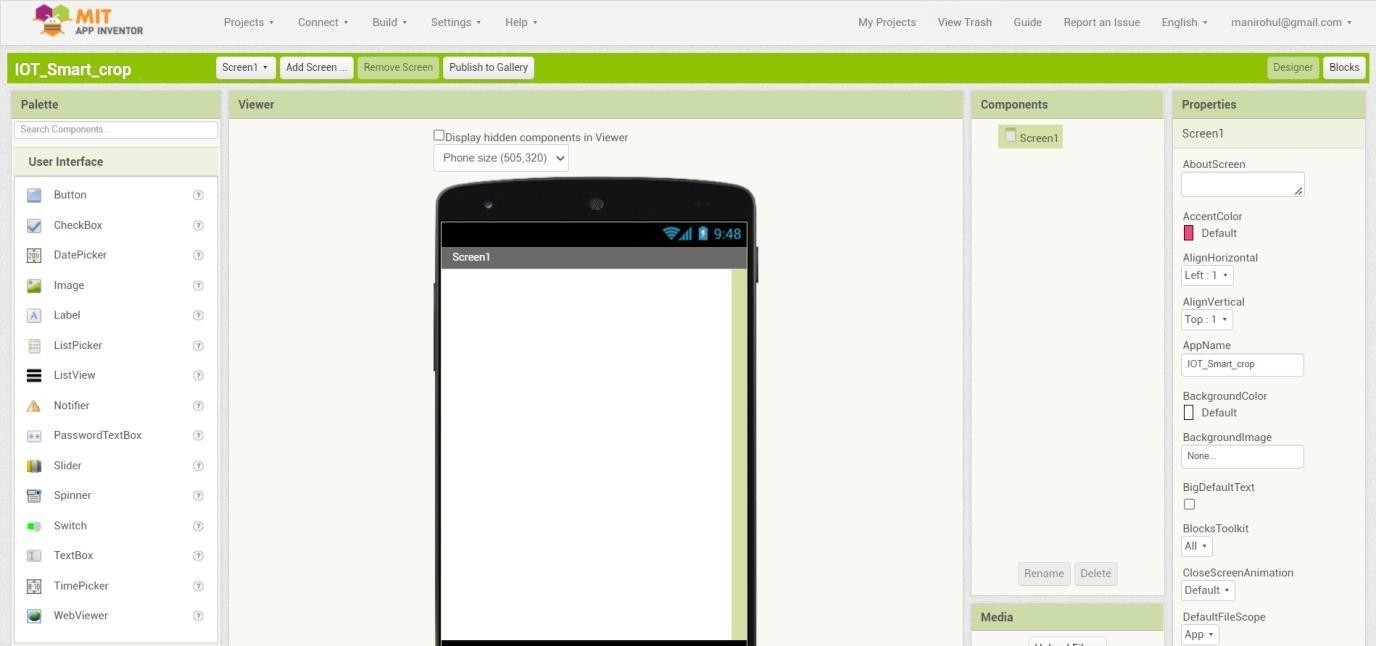 MIT
APP INVENTOR
Projects Connect Build Settings Help My Projects View Trash Guide Report an Issue English manirohul@gmail.com
IOT_Smart_crop Screen1 Add Screen ... Remove Screen Publish to Gallery Designer Blocks
Palette
Search Components...
User Interface
Button ?
CheckBox ?
DatePicker ?
Image ?
Label ?
ListPicker ?
ListView ?
Notifier ?
PasswordTextBox ?
Slider ?
Spinner ?
Switch ?
TextBox ?
TimePicker ?
WebViewer ?
Viewer
Display hidden components in Viewer
Phone size (505,320)
9:48
Screen1
Components
Screen1
Rename Delete
Media
Properties
Screen1
AboutScreen
AccentColor
Default
AlignHorizontal
Left : 1
AlignVertical
Top : 1
AppName
IOT_Smart_crop
BackgroundColor
Default
BackgroundImage
None...
BigDefaultText
BlocksToolkit
All
CloseScreenAnimation
Default
DefaultFileScope
App